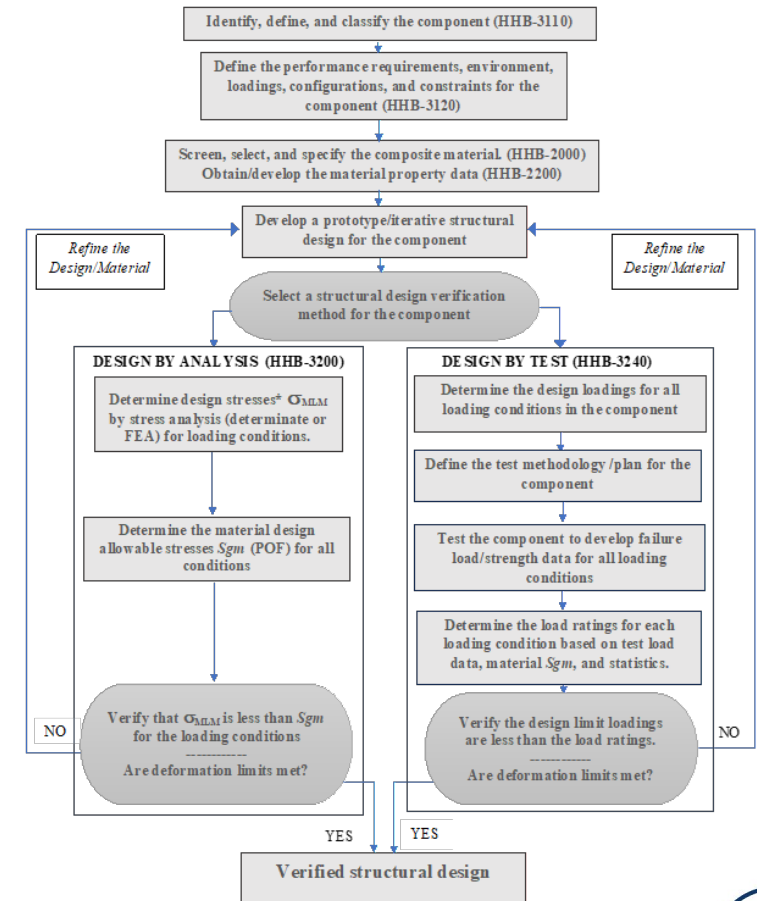 Identify, define, and classify the component (HHB-3110)
Define the performance requirements, environment,
loadings, configurations, and constraints for the
component (HHB-3120)
Screen, select, and specify the composite material. (HHB-2000)
Obtain/develop the material property data (HHB-2200)
Develop a prototype/iterative structural
design for the component
Refine the
Design/Material
Refine the
Design/Material
Select a structural design verification
method for the component
DESIGN BY ANALYSIS (HHB-3200)
Determine design stresses* σMLM
by stress analysis (determinate or
FEA) for loading conditions.
Determine the material design
allowable stresses Sgm (POF) for all
conditions
Verify that σMLM is less than Sgm
for the loading conditions
------------
Are deformation limits met?
NO
DESIGN BY TEST (HHB-3240)
Determine the design loadings for all
loading conditions in the component
Define the test methodology /plan for the
component
Test the component to develop failure
load/strength data for all loading
conditions
Determine the load ratings for each
loading condition based on test load
data, material Sgm, and statistics.
Verify the design limit loadings
are less than the load ratings.
------------
Are deformation limits met?
NO
YES
YES
Verified structural design